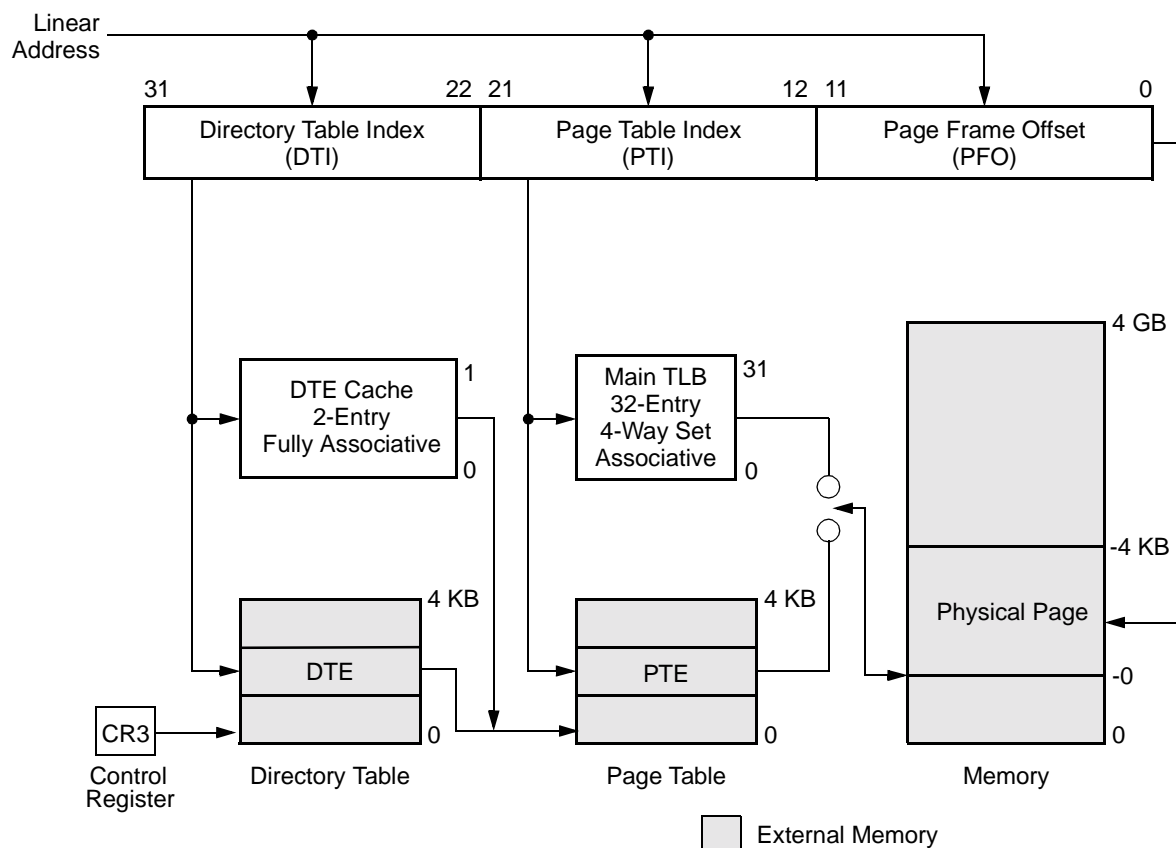 Linear
Address
31
22
21
12
11
0
Directory Table Index
(DTI)
Page Table Index
(PTI)
Page Frame Offset
(PFO)
DTE Cache
2-Entry
Fully Associative
1
0
Main TLB
32-Entry
4-Way Set
Associative
31
0
4 GB
-4 KB
Physical Page
-0
0
4 KB
DTE
0
4 KB
PTE
0
CR3
Control
Register
Directory Table
Page Table
Memory
External Memory